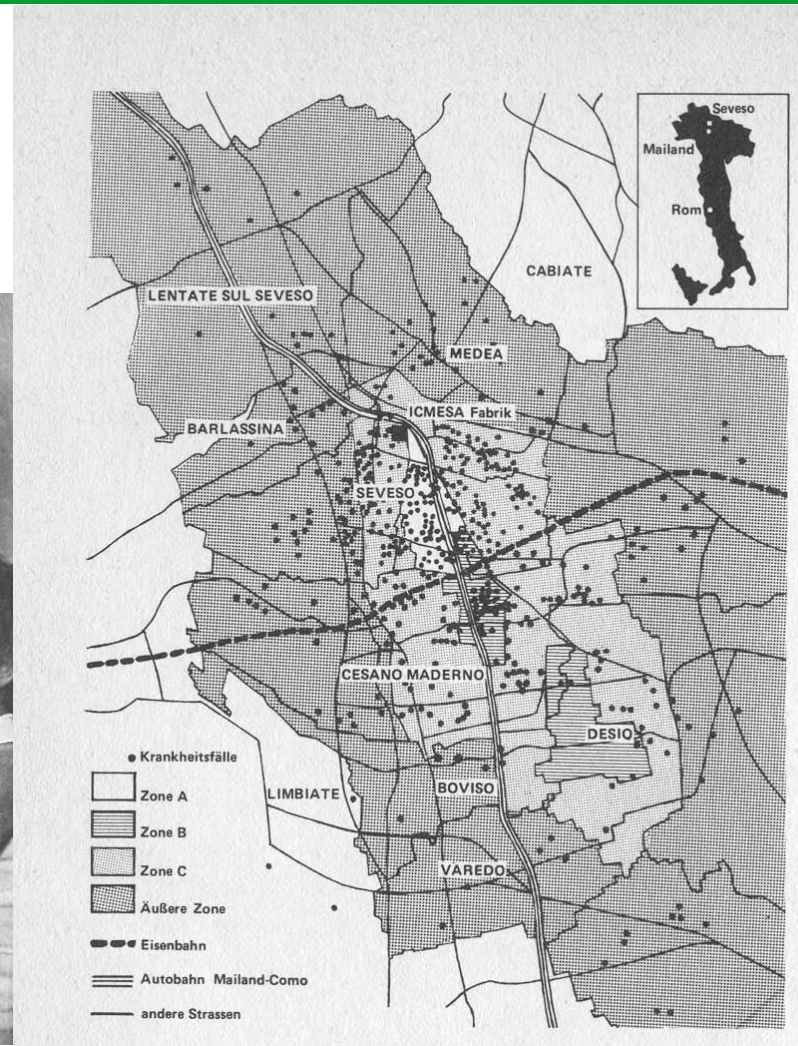 Seveso
Mailand
Rom
CABIATE
LENTATE SUL SEVESO
MEDEA
ICMESA Fabrik
BARLASSINA
SEVESO
CESANO MADERNO
DESIO
Krankheitsfälle
Zone A
LIMBIATE
BOVISO
Zone B
Zone C
VAREDO
Äußere Zone
Eisenbahn
Autobahn Mailand-Como
andere Strassen